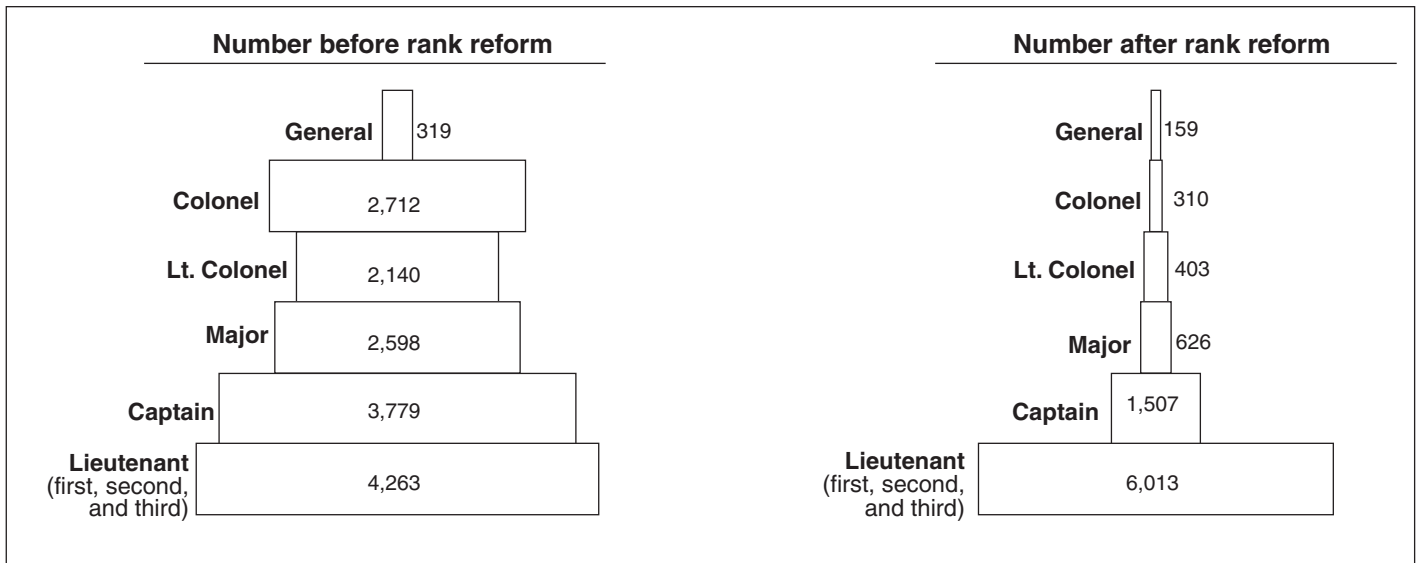 Number before rank reform
General 319
Colonel 2,712
Lt. Colonel 2,140
Major 2,598
Captain 3,779
Lieutenant
(first, second,
and third)
4,263
Number after rank reform
General 159
Colonel 310
Lt. Colonel 403
Major 626
Captain 1,507
Lieutenant
(first, second,
and third)
6,013